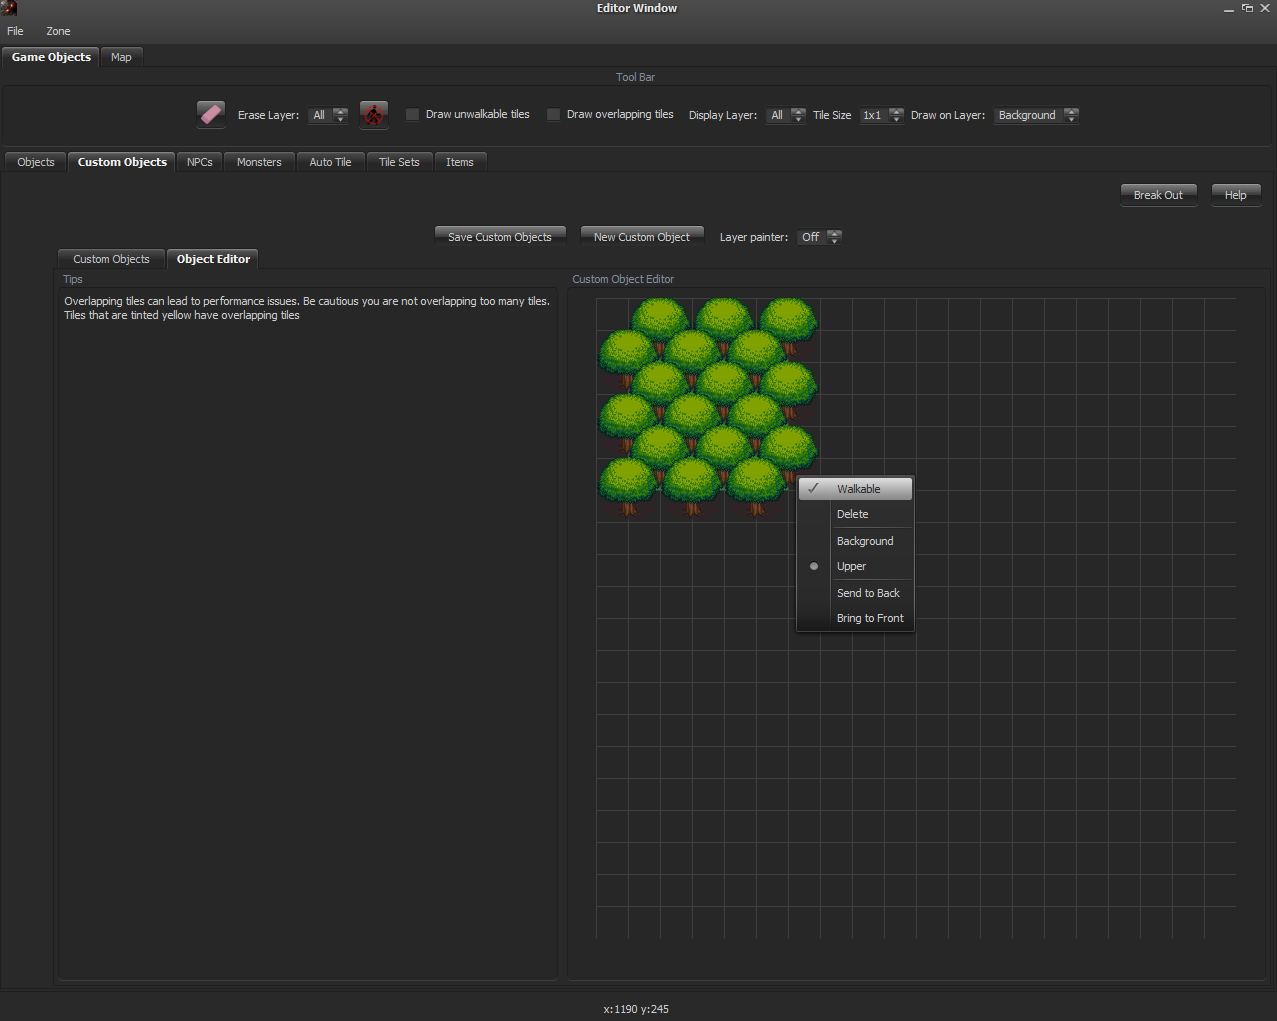 Editor Window
File Zone
Game Objects Map
Tool Bar
Erase Layer: All Draw unwalkable tiles Draw overlapping tiles Display Layer: All Tile Size 1x1 Draw on Layer: Background
Objects Custom Objects NPCs Monsters Auto Tile Tile Sets Items
Break Out Help
Save Custom Objects New Custom Object Layer painter: Off
Custom Objects Object Editor
Tips
Overlapping tiles can lead to performance issues. Be cautious you are not overlapping too many tiles.
Tiles that are tinted yellow have overlapping tiles
Custom Object Editor
Walkable
Delete
Background
Upper
Send to Back
Bring to Front
x:1190 y:245